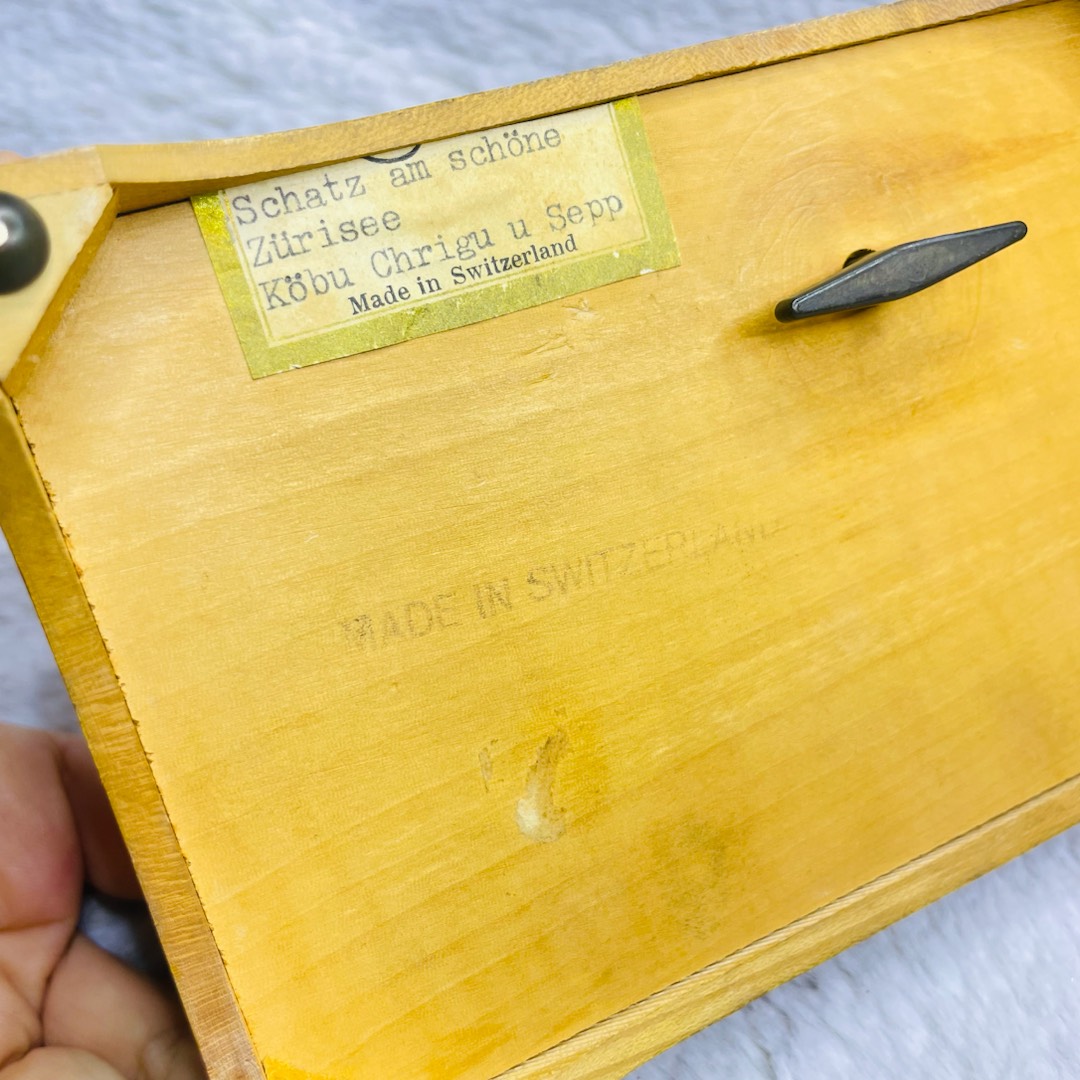 Schatz am schöne
Zürisee
Köbu Chrigu u Sepp
Made in Switzerland
MADE IN SWITZERLAND